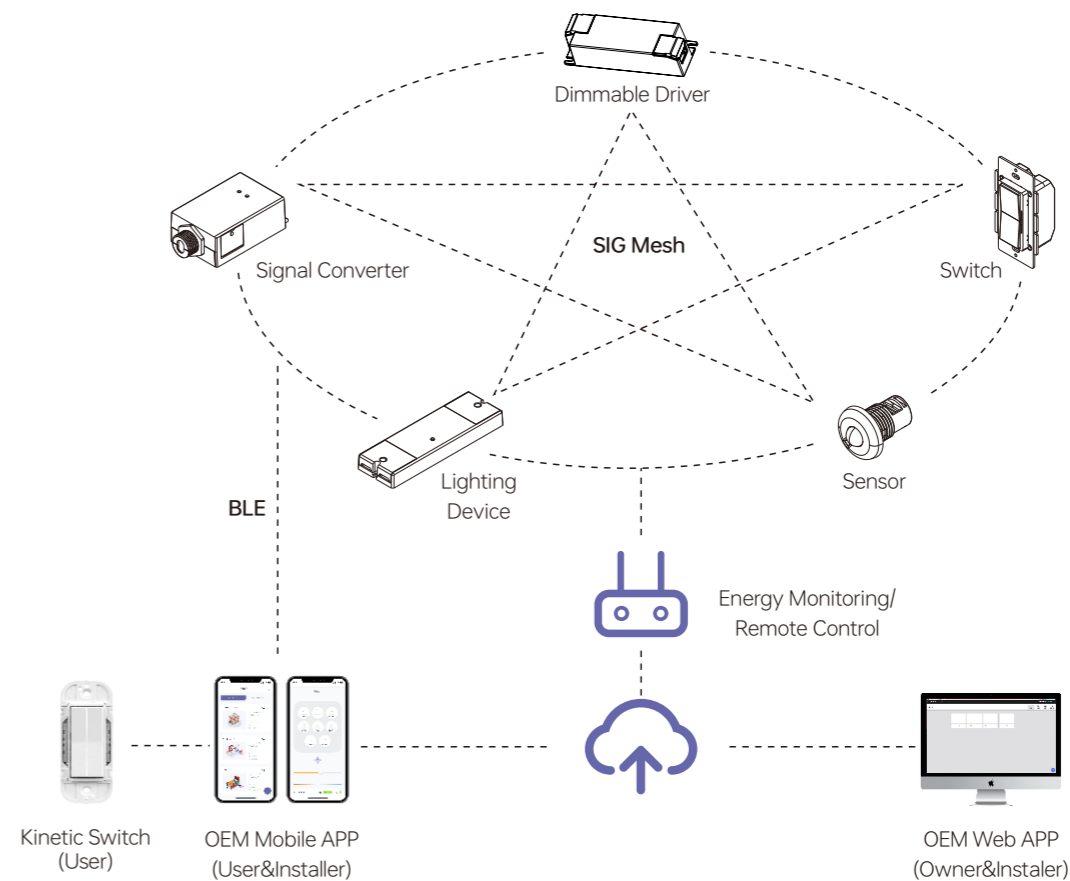 Dimmable Driver
SIG Mesh
Signal Converter
Switch
Lighting
Device
Sensor
BLE
Energy Monitoring/
Remote Control
Kinetic Switch
(User)
OEM Mobile APP
(User&Installer)
OEM Web APP
(Owner&Instaler)